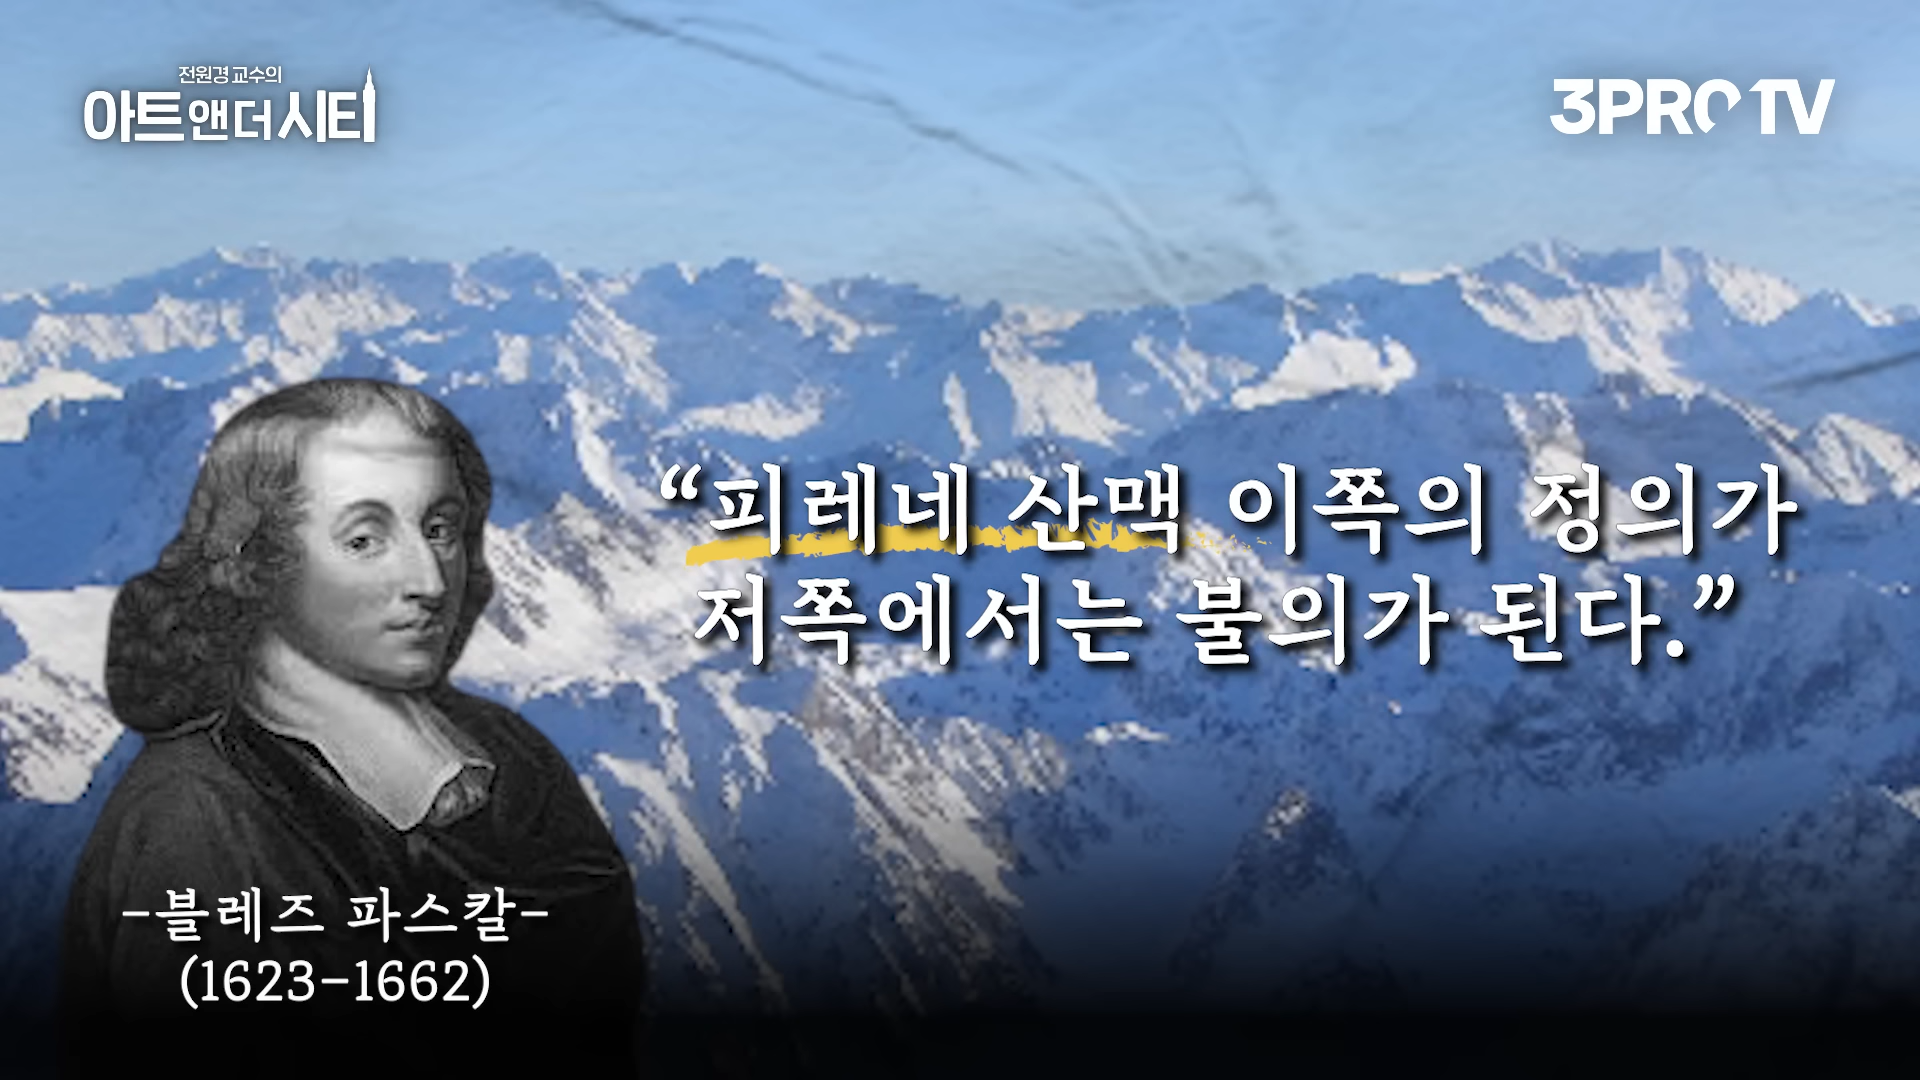 전원경 교수의
아트 앤 더 시티
3PRO TV
“피레네 산맥 이쪽의 정의가
저쪽에서는 불의가 된다.”
-블레즈 파스칼-
(1623-1662)